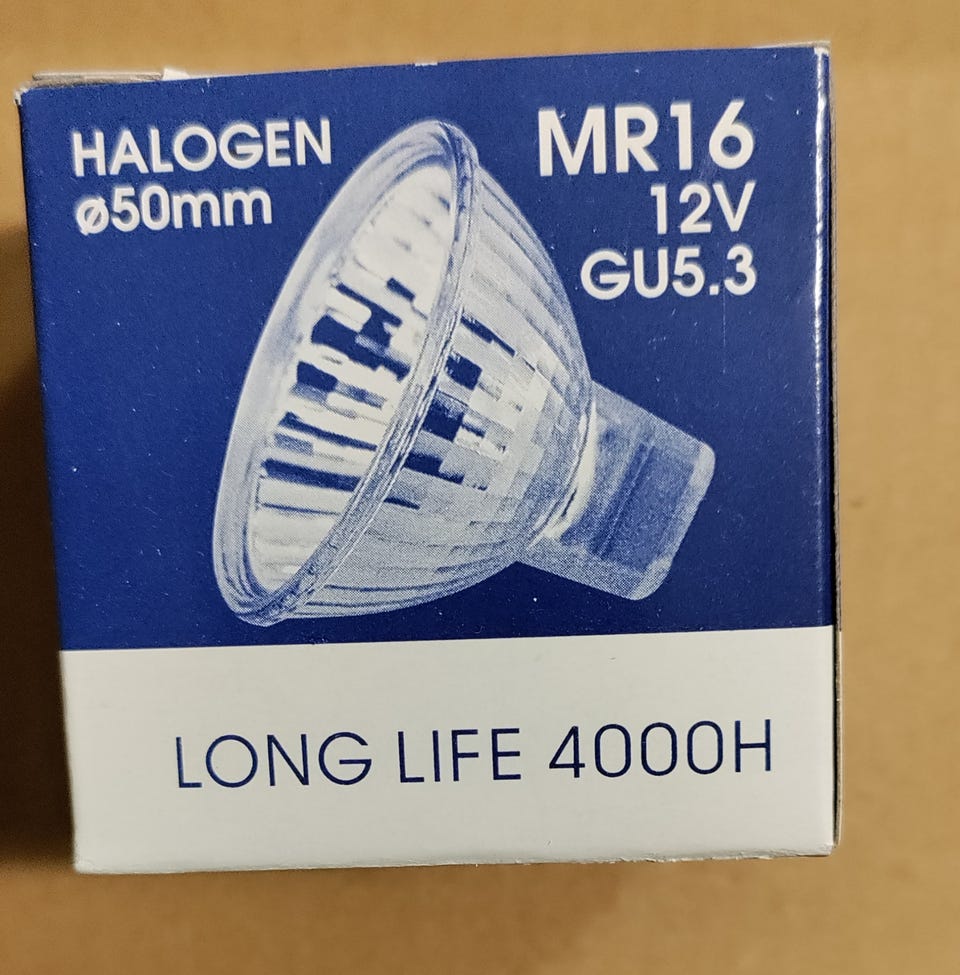 HALOGEN
ø50mm
MR16
12V
GU5.3
LONG LIFE 4000H